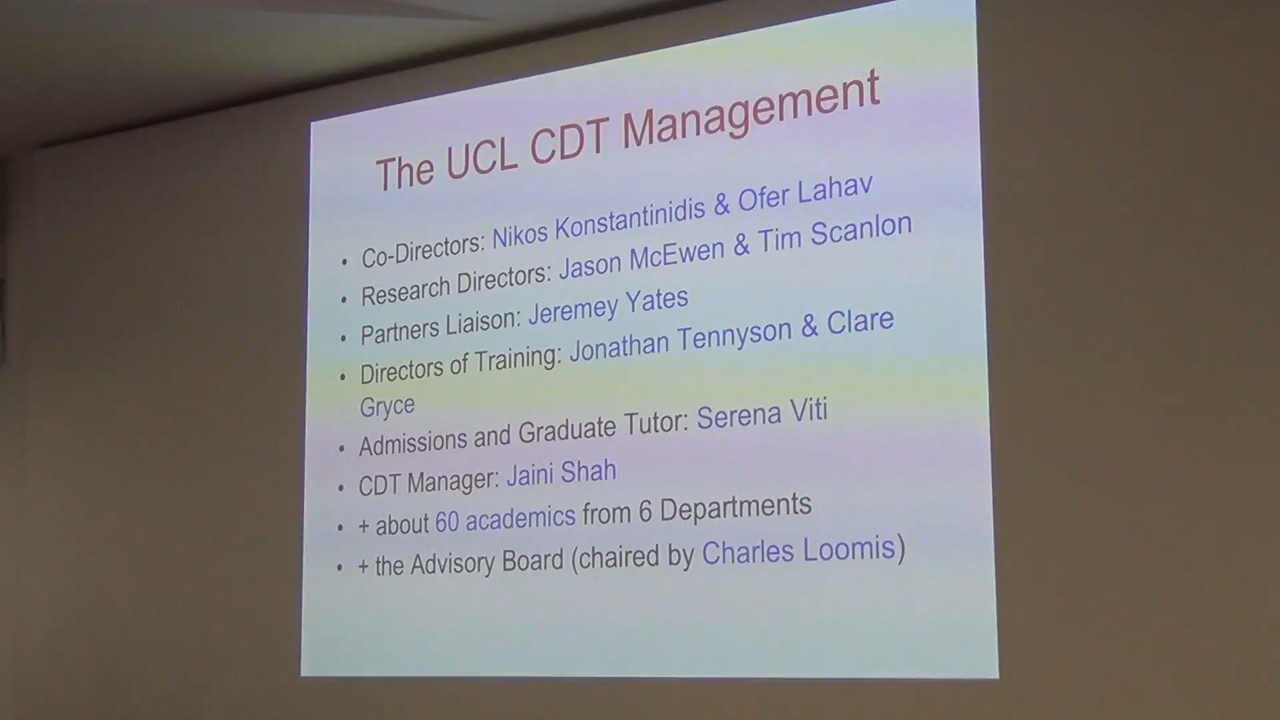 The UCL CDT Management
• Co-Directors: Nikos Konstantinidis & Ofer Lahav
• Research Directors: Jason McEwen & Tim Scanlon
• Partners Liaison: Jeremey Yates
• Directors of Training: Jonathan Tennyson & Clare
Gryce
• Admissions and Graduate Tutor: Serena Viti
• CDT Manager: Jaini Shah
• + about 60 academics from 6 Departments
• + the Advisory Board (chaired by Charles Loomis)